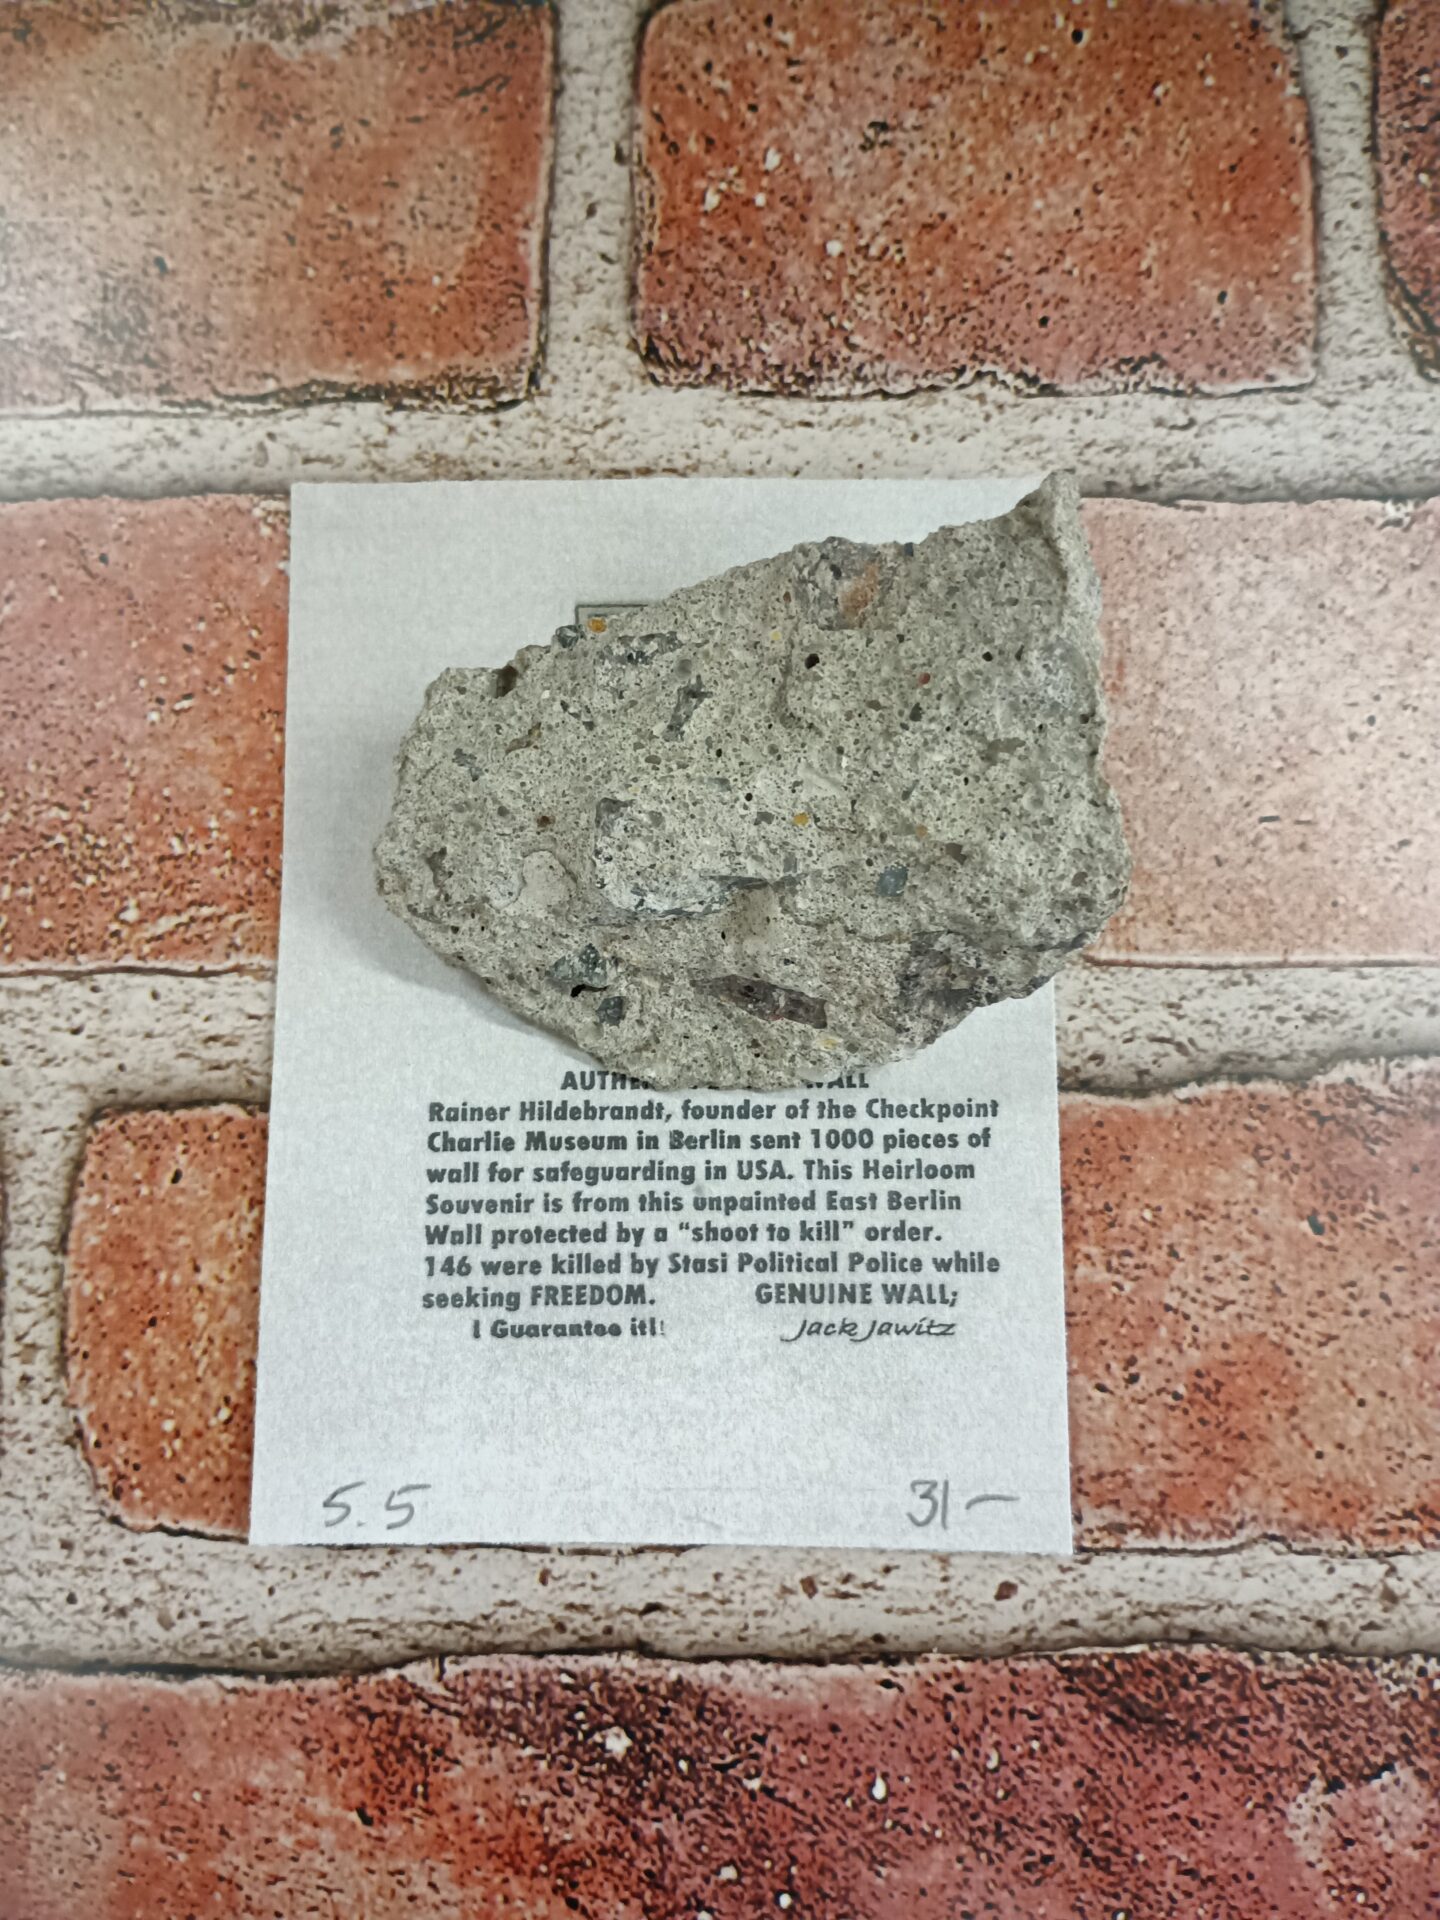 WALL
Rainer Hildebrandt, founder of the Checkpoint
Charlie Museum in Berlin sent 1000 pieces of
wall for safeguarding in USA. This Heirloom
Souvenir is from this unpainted East Berlin
Wall protected by a “shoot to kill” order.
146 were killed by Stasi Political Police while
seeking FREEDOM. GENUINE WALL;
I Guarantee it!! Jack Jawitz
5.5 31–